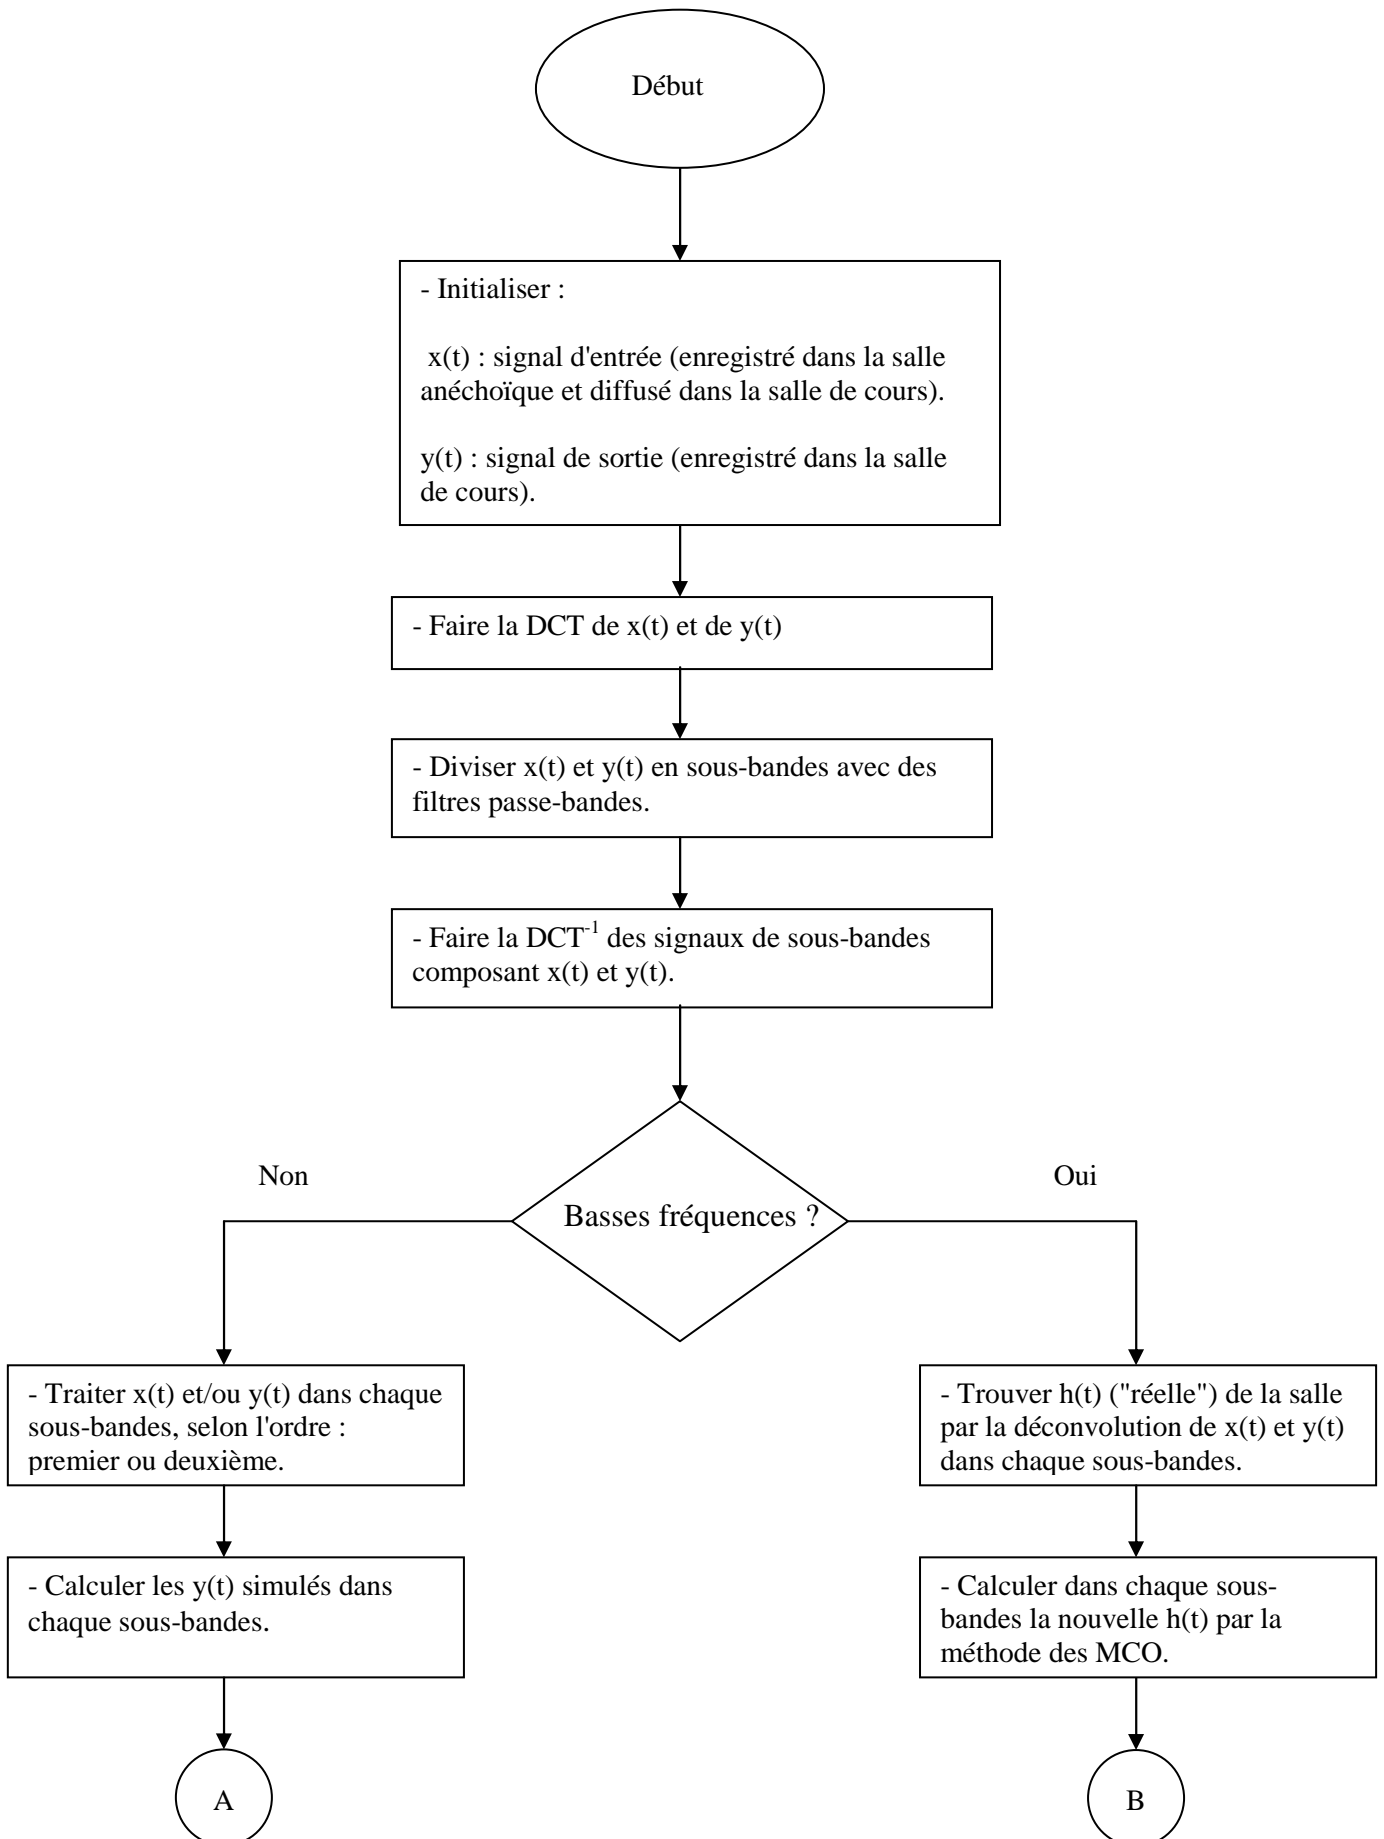 Début
- Initialiser :
x(t) : signal d'entrée (enregistré dans la salle
anéchoïque et diffusé dans la salle de cours).
y(t) : signal de sortie (enregistré dans la salle
de cours).
- Faire la DCT de x(t) et de y(t)
- Diviser x(t) et y(t) en sous-bandes avec des
filtres passe-bandes.
- Faire la DCT⁻¹ des signaux de sous-bandes
composant x(t) et y(t).
Non
Oui
Basses fréquences ?
- Traiter x(t) et/ou y(t) dans chaque
sous-bandes, selon l'ordre :
premier ou deuxième.
- Trouver h(t) ("réelle") de la salle
par la déconvolution de x(t) et y(t)
dans chaque sous-bandes.
- Calculer les y(t) simulés dans
chaque sous-bandes.
- Calculer dans chaque sous-
bandes la nouvelle h(t) par la
méthode des MCO.
A
B